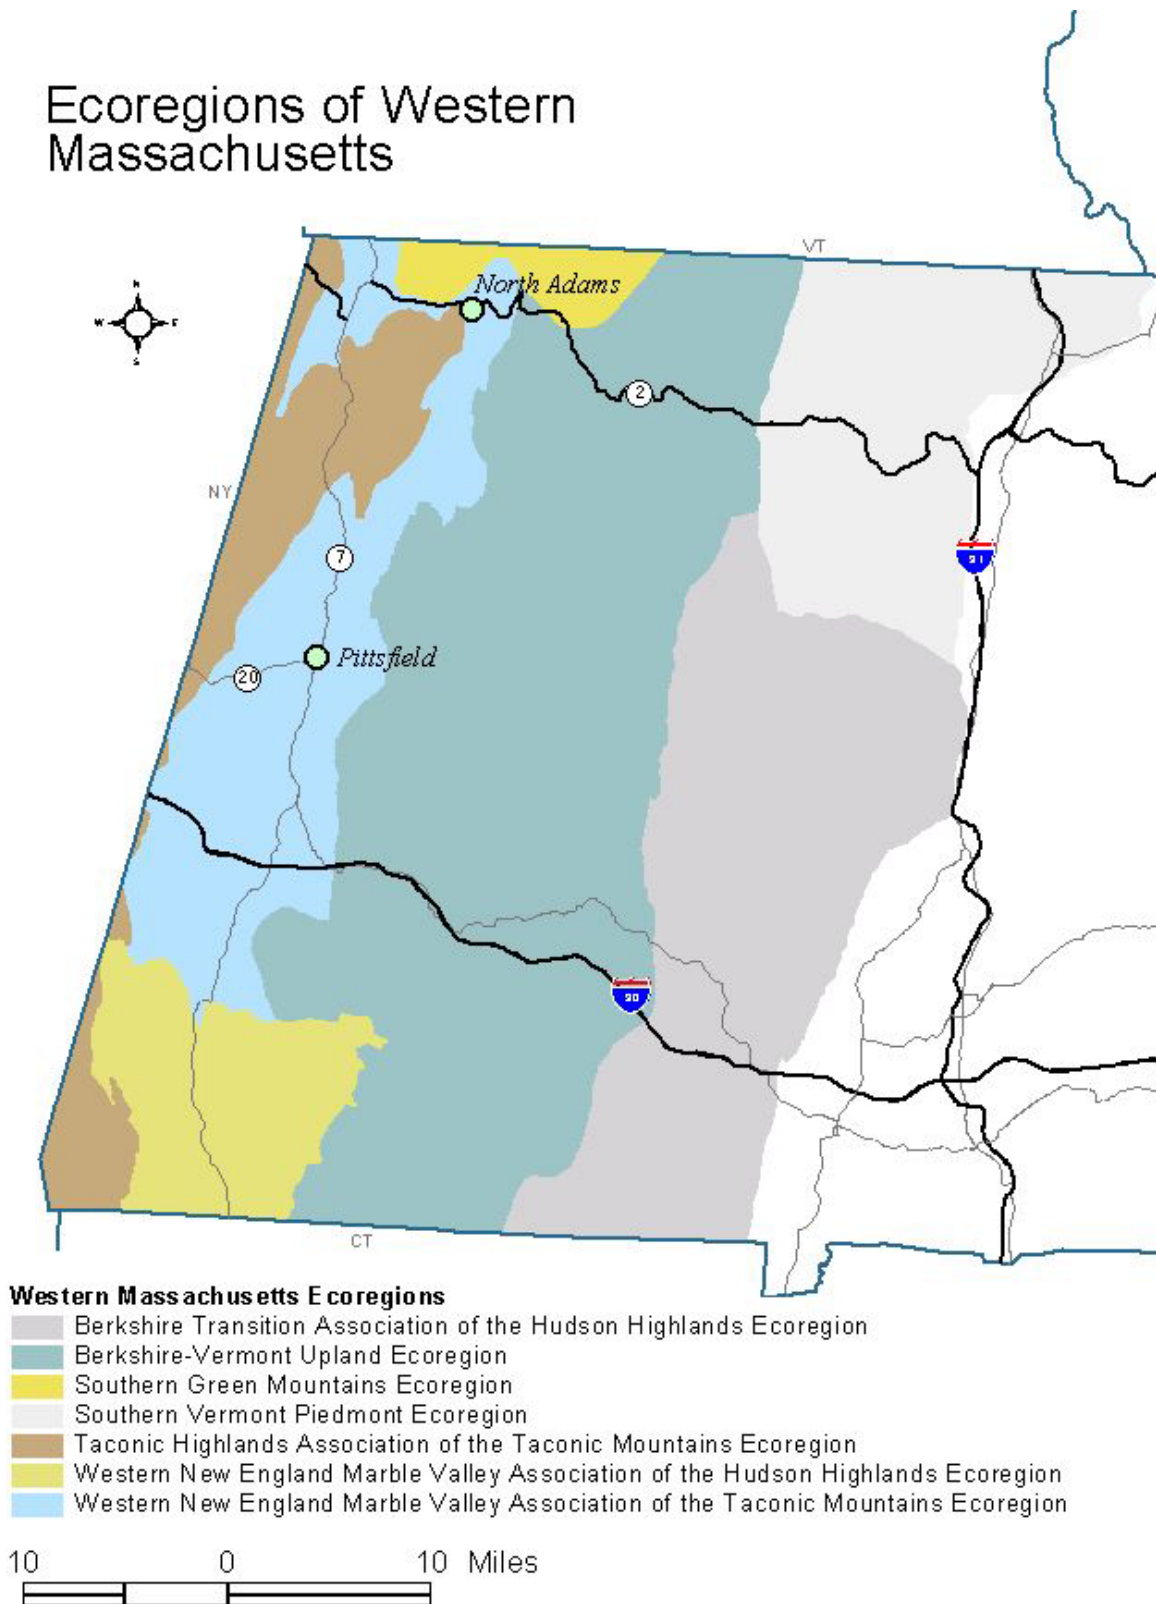 Ecoregions of Western
Massachusetts
VT
N
W E
S
North Adams
2
NY
7
91
Pittsfield
20
90
CT
Western Massachusetts Ecoregions
Berkshire Transition Association of the Hudson Highlands Ecoregion
Berkshire-Vermont Upland Ecoregion
Southern Green Mountains Ecoregion
Southern Vermont Piedmont Ecoregion
Taconic Highlands Association of the Taconic Mountains Ecoregion
Western New England Marble Valley Association of the Hudson Highlands Ecoregion
Western New England Marble Valley Association of the Taconic Mountains Ecoregion
10 0 10 Miles